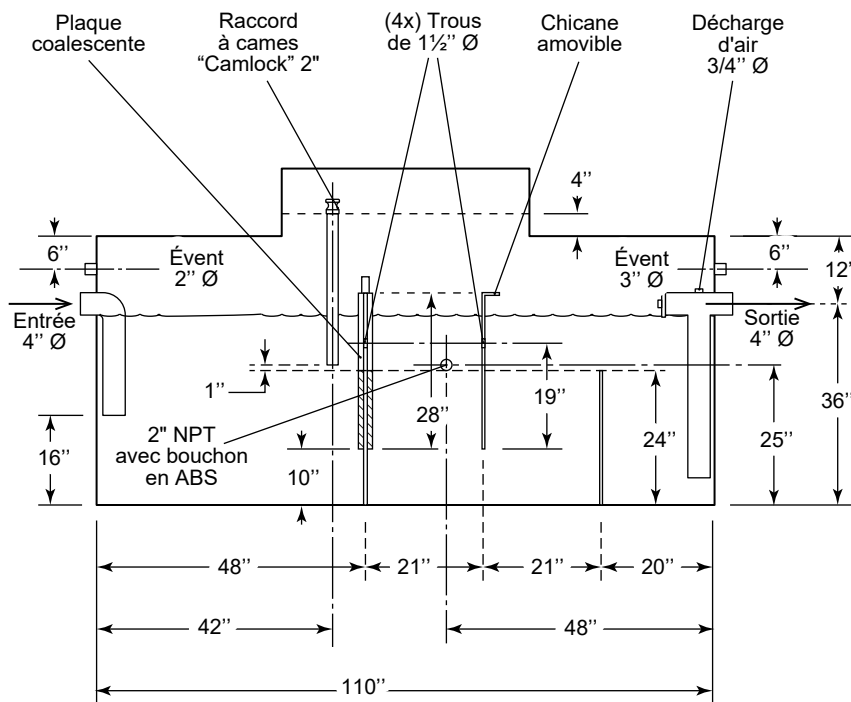 Plaque
coalescente
Raccord
à cames
“Camlock” 2"
(4x) Trous
de 1½’’ Ø
Chicane
amovible
Décharge
d'air
3/4’’ Ø
4’’
6’’
Évent
2’’ Ø
Évent
3’’ Ø
6’’
12’’
Entrée
4’’ Ø
Sortie
4’’ Ø
1’’
28’’
19’’
36’’
16’’
2" NPT
avec bouchon
en ABS
10’’
24’’
25’’
48’’
21’’
21’’
20’’
42’’
48’’
110’’